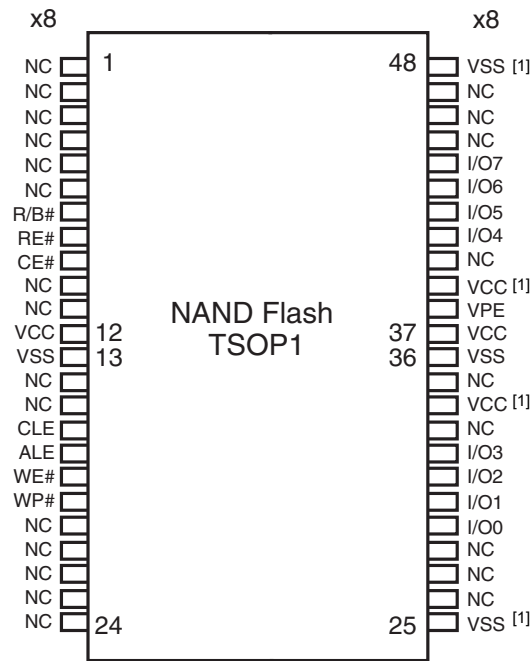 x8 x8
NC 1 48 VSS [1]
NC NC
NC NC
NC NC
NC I/O7
NC I/O6
R/B# I/O5
RE# I/O4
CE# NC
NC VCC [1]
NC VPE
VCC 12 NAND Flash 37 VCC
VSS 13 TSOP1 36 VSS
NC NC
NC VCC [1]
CLE NC
ALE I/O3
WE# I/O2
WP# I/O1
NC I/O0
NC NC
NC NC
NC NC
NC 24 25 VSS [1]